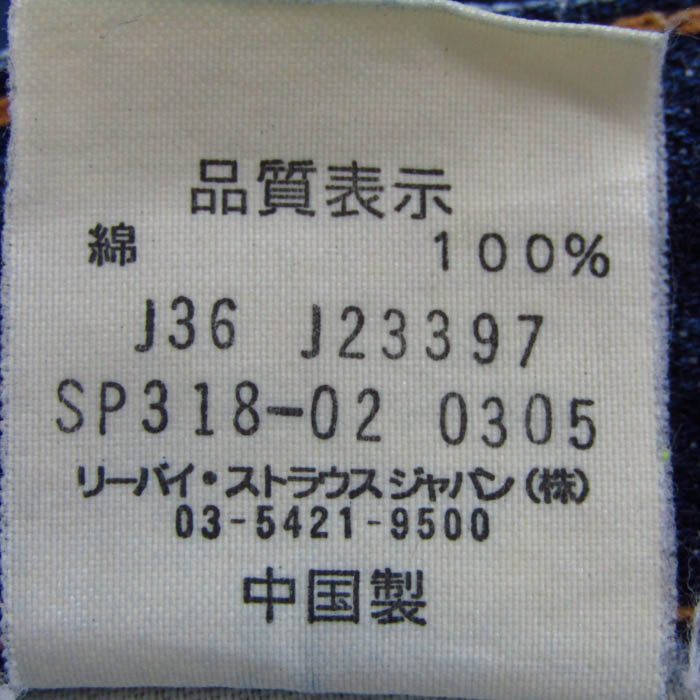 品質表示
綿 100%
J36 J23397
SP318-02 0305
リーバイ・ストラウスジャパン(株)
03-5421-9500
中国製